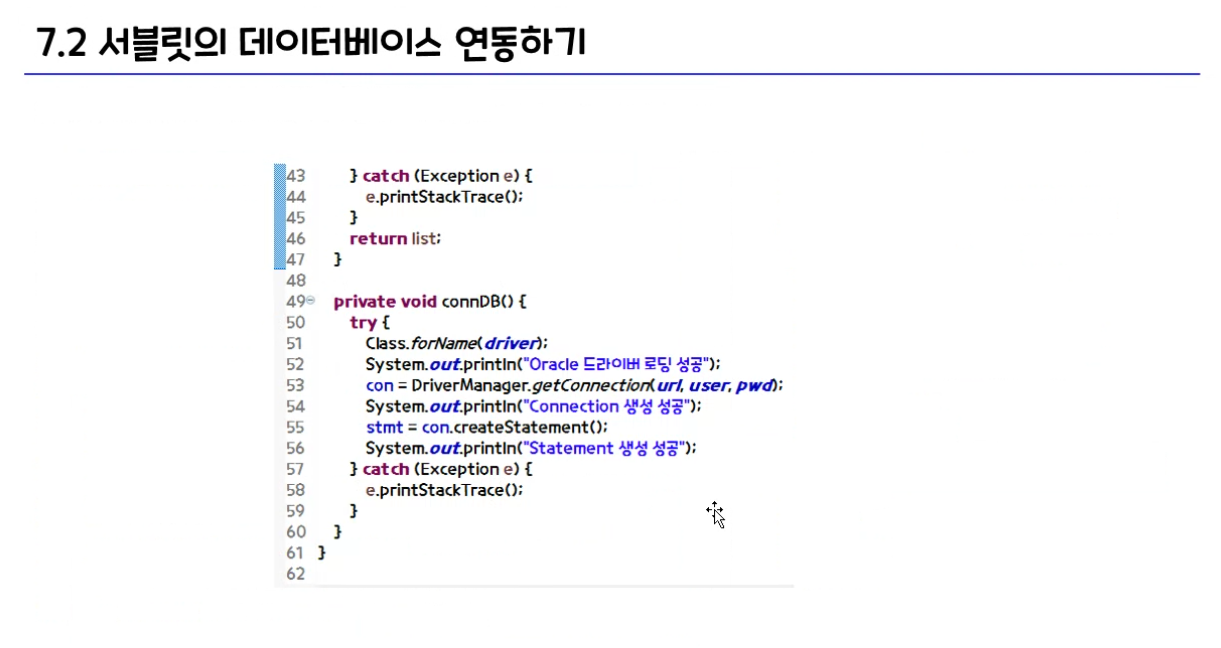 7.2 서블릿의 데이터베이스 연동하기
43 } catch (Exception e) {
44 e.printStackTrace();
45 }
46 return list;
47 }
48
49 private void connDB() {
50 try {
51 Class.forName(driver);
52 System.out.println("Oracle 드라이버 로딩 성공");
53 con = DriverManager.getConnection(url, user, pwd);
54 System.out.println("Connection 생성 성공");
55 stmt = con.createStatement();
56 System.out.println("Statement 생성 성공");
57 } catch (Exception e) {
58 e.printStackTrace();
59 }
60 }
61 }
62